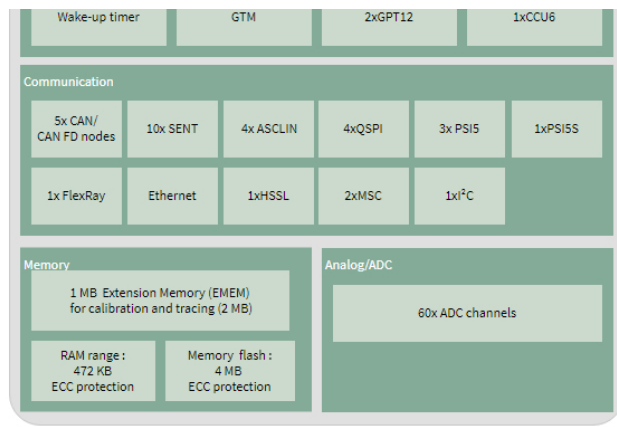 Wake-up timer
GTM
2xGPT12
1xCCU6
Communication
5x CAN/
CAN FD nodes
10x SENT
4x ASCLIN
4xQSPI
3x PSI5
1xPSI5S
1x FlexRay
Ethernet
1xHSSL
2xMSC
1xI²C
Memory
1 MB Extension Memory (EMEM)
for calibration and tracing (2 MB)
RAM range :
472 KB
ECC protection
Memory flash :
4 MB
ECC protection
Analog/ADC
60x ADC channels